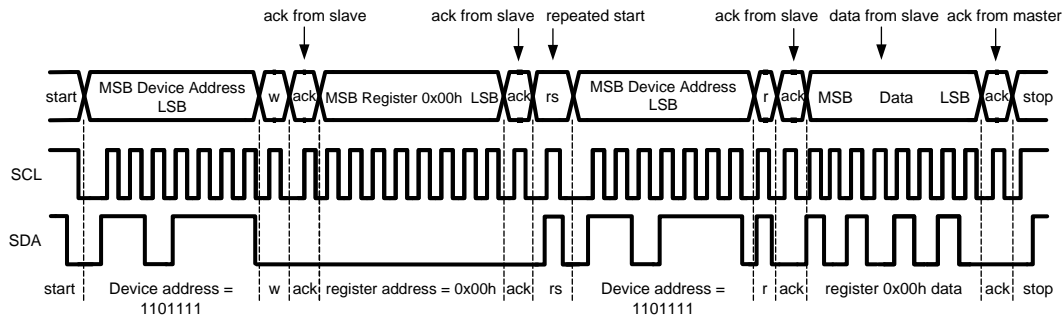 ack from slave
ack from slave
repeated start
ack from slave
data from slave
ack from master
start
MSB Device Address
LSB
w
ack
MSB Register 0x00h LSB
ack
rs
MSB Device Address
LSB
r
ack
MSB Data LSB
ack
stop
SCL
SDA
start
Device address =
1101111
w
ack
register address = 0x00h
ack
rs
Device address =
1101111
r
ack
register 0x00h data
ack
stop